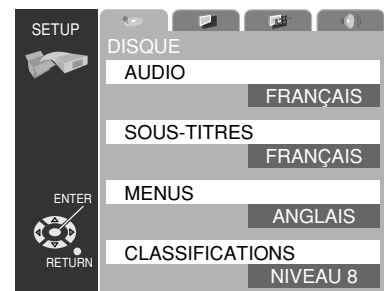 SETUP
DISQUE
AUDIO
FRANÇAIS
SOUS-TITRES
FRANÇAIS
MENUS
ANGLAIS
CLASSIFICATIONS
NIVEAU 8
ENTER
RETURN